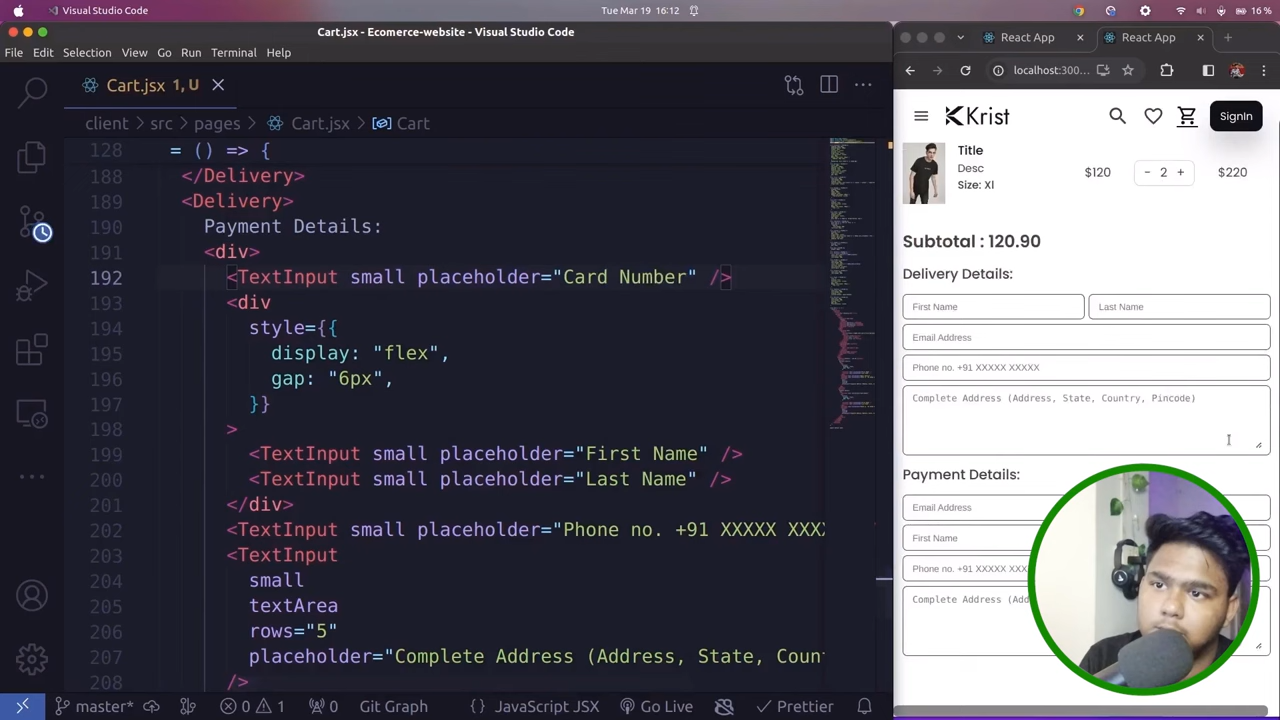 Visual Studio Code
Tue Mar 19 16:12
16 %
Cart.jsx - Ecomerce-website - Visual Studio Code
File Edit Selection View Go Run Terminal Help
Cart.jsx 1, U
client > src > pages > Cart.jsx > Cart
128 = () => {
188 </Delivery>
189 <Delivery>
190 Payment Details:
191 <div>
192 <TextInput small placeholder="Card Number" />
193 <div
194 style={{
195 display: "flex",
196 gap: "6px",
197 }}
198 >
199 <TextInput small placeholder="First Name" />
200 <TextInput small placeholder="Last Name" />
201 </div>
202 <TextInput small placeholder="Phone no. +91 XXXXX XXX
203 <TextInput
204 small
205 textArea
206 rows="5"
207 placeholder="Complete Address (Address, State, Coun
208 />
master* 0 1 0 Git Graph JavaScript JSX Go Live Prettier
React App
React App
localhost:300...
Krist
SignIn
Title
Desc
Size: Xl
$120
- 2 +
$220
Subtotal : 120.90
Delivery Details:
First Name
Last Name
Email Address
Phone no. +91 XXXXX XXXXX
Complete Address (Address, State, Country, Pincode)
Payment Details:
Email Address
First Name
Phone no. +91 XXXXX XXX
Complete Address (Add